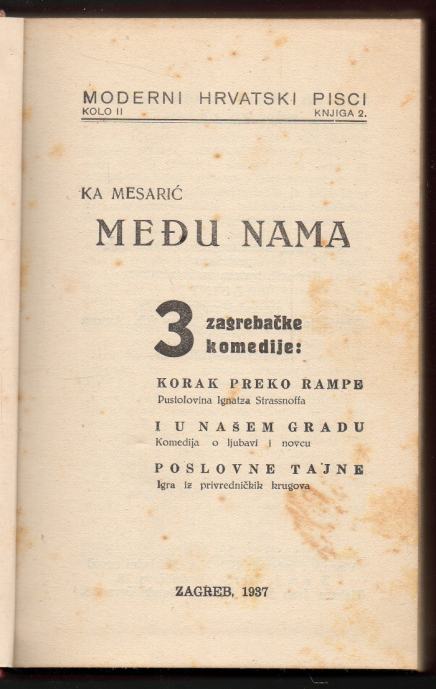 MODERNI HRVATSKI PISCI
KOLO II KNJIGA 2.
KA MESARIĆ
MEĐU NAMA
3 zagrebačke
komedije:
KORAK PREKO RAMPE
Pustolovina Ignatza Strassnoffa
I U NAŠEM GRADU
Komedija o ljubavi i novcu
POSLOVNE TAJNE
Igra iz privredničkih krugova
ZAGREB, 1937